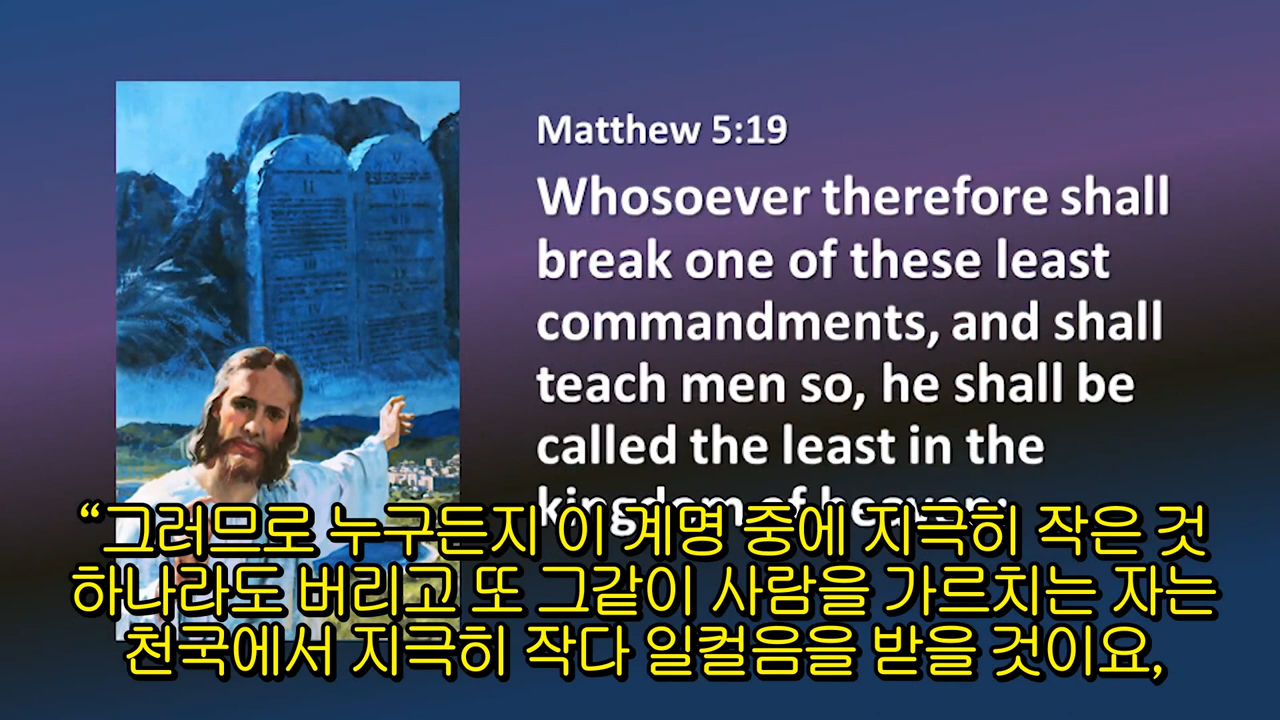 Matthew 5:19
Whosoever therefore shall
break one of these least
commandments, and shall
teach men so, he shall be
called the least in the
kingdom of heaven:
“그러므로 누구든지 이 계명 중에 지극히 작은 것
하나라도 버리고 또 그같이 사람을 가르치는 자는
천국에서 지극히 작다 일컬음을 받을 것이요,